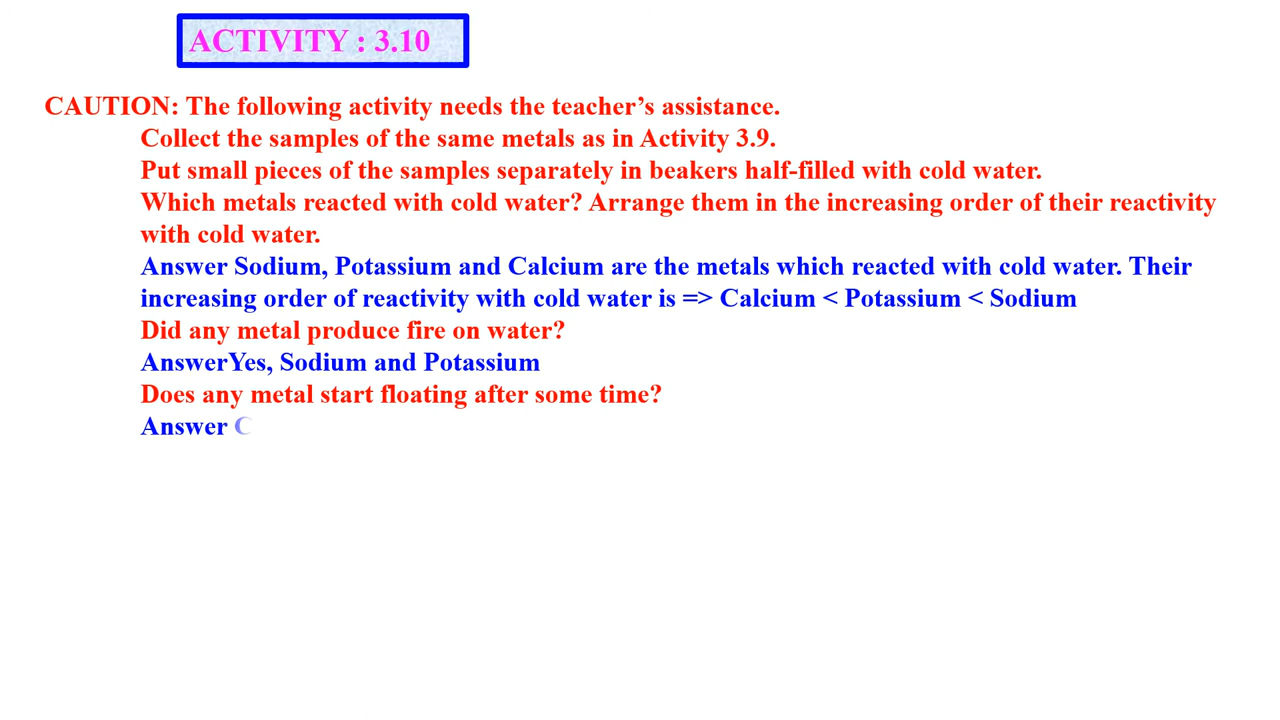 ACTIVITY : 3.10
CAUTION: The following activity needs the teacher’s assistance.
Collect the samples of the same metals as in Activity 3.9.
Put small pieces of the samples separately in beakers half-filled with cold water.
Which metals reacted with cold water? Arrange them in the increasing order of their reactivity
with cold water.
Answer Sodium, Potassium and Calcium are the metals which reacted with cold water. Their
increasing order of reactivity with cold water is => Calcium < Potassium < Sodium
Did any metal produce fire on water?
AnswerYes, Sodium and Potassium
Does any metal start floating after some time?
Answer C